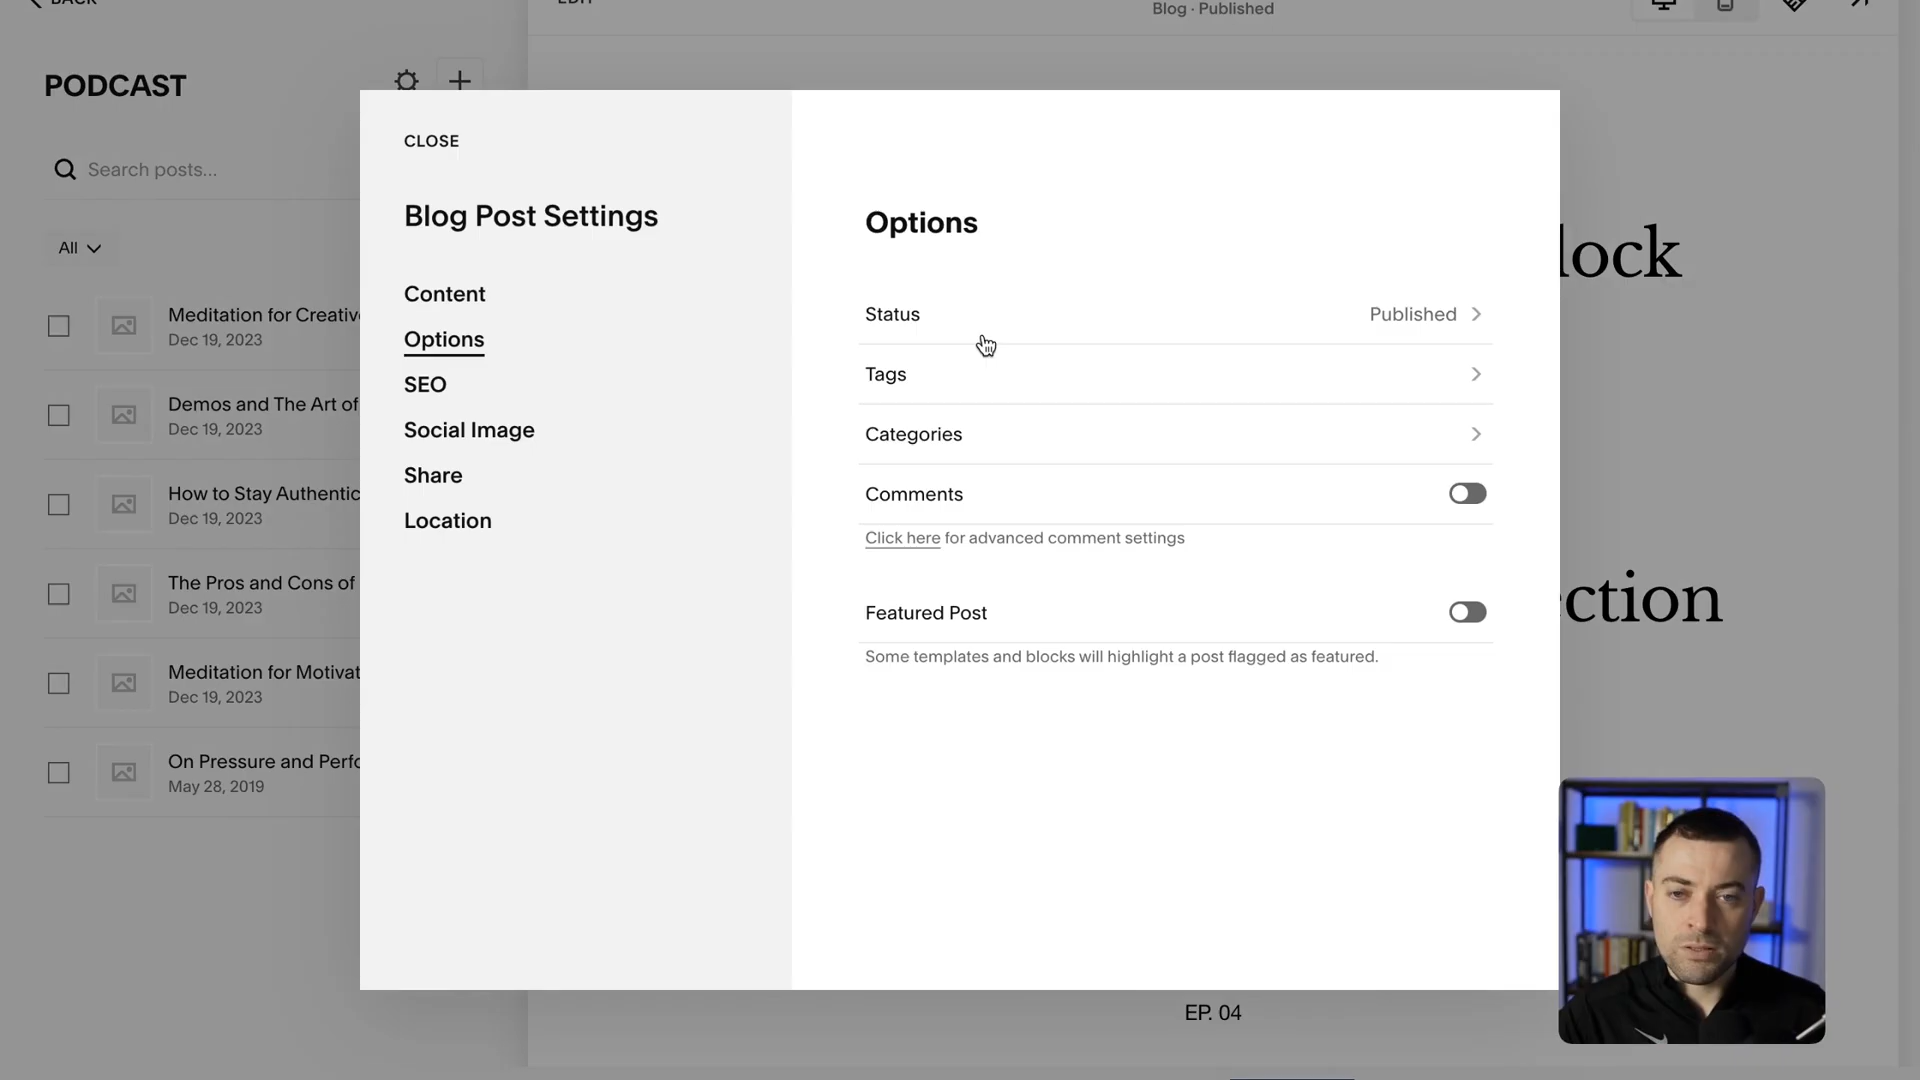 BACK
EDIT
Blog · Published
PODCAST
Search posts...
All
Meditation for Creativ
Dec 19, 2023
Demos and The Art of
Dec 19, 2023
How to Stay Authentic
Dec 19, 2023
The Pros and Cons of
Dec 19, 2023
Meditation for Motivat
Dec 19, 2023
On Pressure and Perfo
May 28, 2019
CLOSE
Blog Post Settings
Content
Options
SEO
Social Image
Share
Location
Options
Status Published
Tags
Categories
Comments
Click here for advanced comment settings
Featured Post
Some templates and blocks will highlight a post flagged as featured.
lock
ection
EP. 04